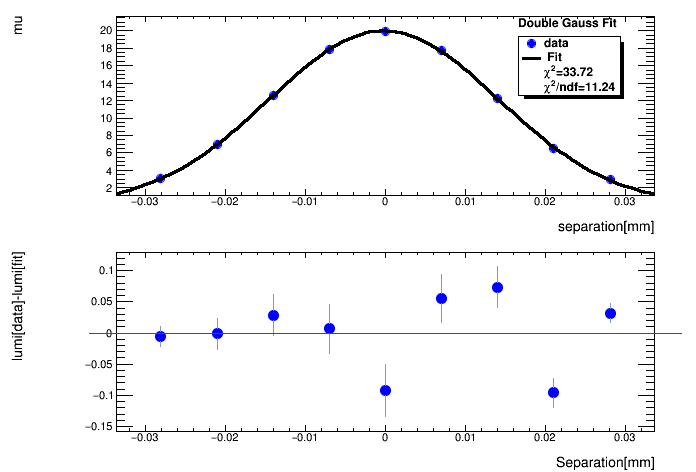 mu
Double Gauss Fit
data
Fit
χ²=33.72
χ²/ndf=11.24
20
18
16
14
12
10
8
6
4
2
−0.03 −0.02 −0.01 0 0.01 0.02 0.03
separation[mm]
lumi[data]-lumi[fit]
0.1
0.05
0
−0.05
−0.1
−0.15
−0.03 −0.02 −0.01 0 0.01 0.02 0.03
Separation[mm]